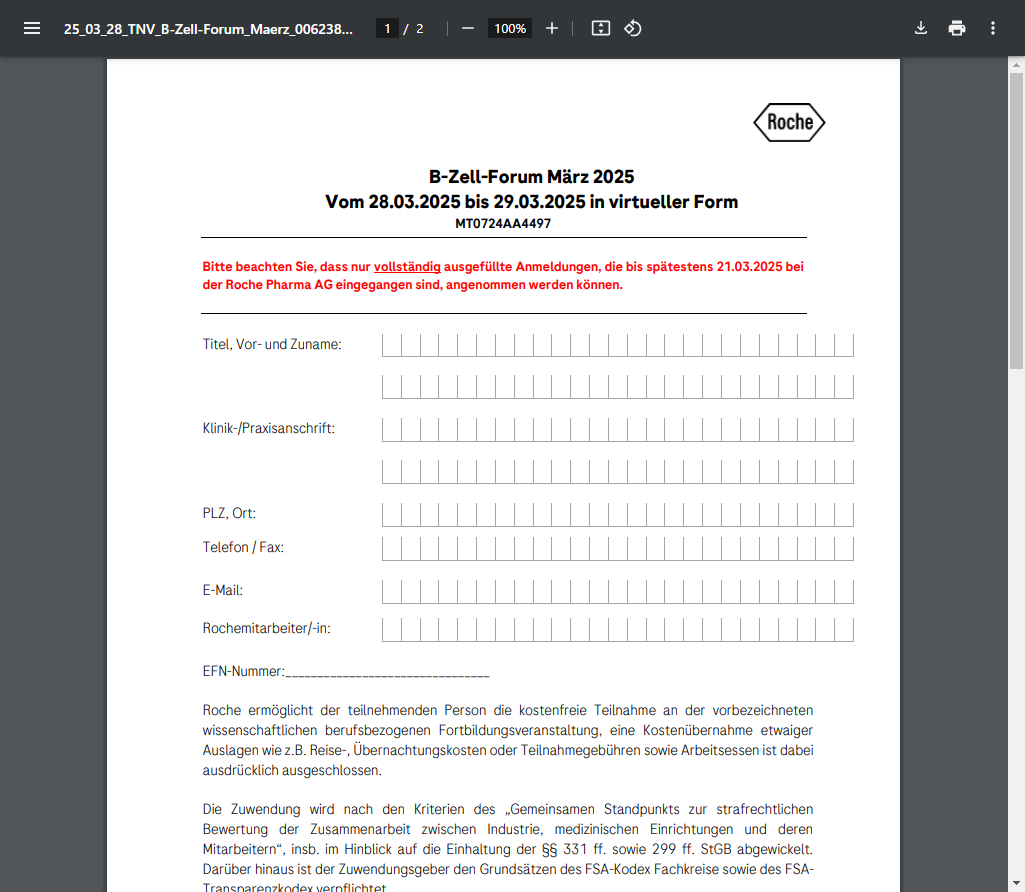 25_03_28_TNV_B-Zell-Forum_Maerz_006238...
1 / 2
100%
Roche
B-Zell-Forum März 2025
Vom 28.03.2025 bis 29.03.2025 in virtueller Form
MT0724AA4497
Bitte beachten Sie, dass nur vollständig ausgefüllte Anmeldungen, die bis spätestens 21.03.2025 bei
der Roche Pharma AG eingegangen sind, angenommen werden können.
Titel, Vor- und Zuname:
Klinik-/Praxisanschrift:
PLZ, Ort:
Telefon / Fax:
E-Mail:
Rochemitarbeiter/-in:
EFN-Nummer:_______________________________
Roche ermöglicht der teilnehmenden Person die kostenfreie Teilnahme an der vorbezeichneten
wissenschaftlichen berufsbezogenen Fortbildungsveranstaltung, eine Kostenübernahme etwaiger
Auslagen wie z.B. Reise-, Übernachtungskosten oder Teilnahmegebühren sowie Arbeitsessen ist dabei
ausdrücklich ausgeschlossen.
Die Zuwendung wird nach den Kriterien des „Gemeinsamen Standpunkts zur strafrechtlichen
Bewertung der Zusammenarbeit zwischen Industrie, medizinischen Einrichtungen und deren
Mitarbeitern“, insb. im Hinblick auf die Einhaltung der §§ 331 ff. sowie 299 ff. StGB abgewickelt.
Darüber hinaus ist der Zuwendungsgeber den Grundsätzen des FSA-Kodex Fachkreise sowie des FSA-
Transparenzkodex verpflichtet